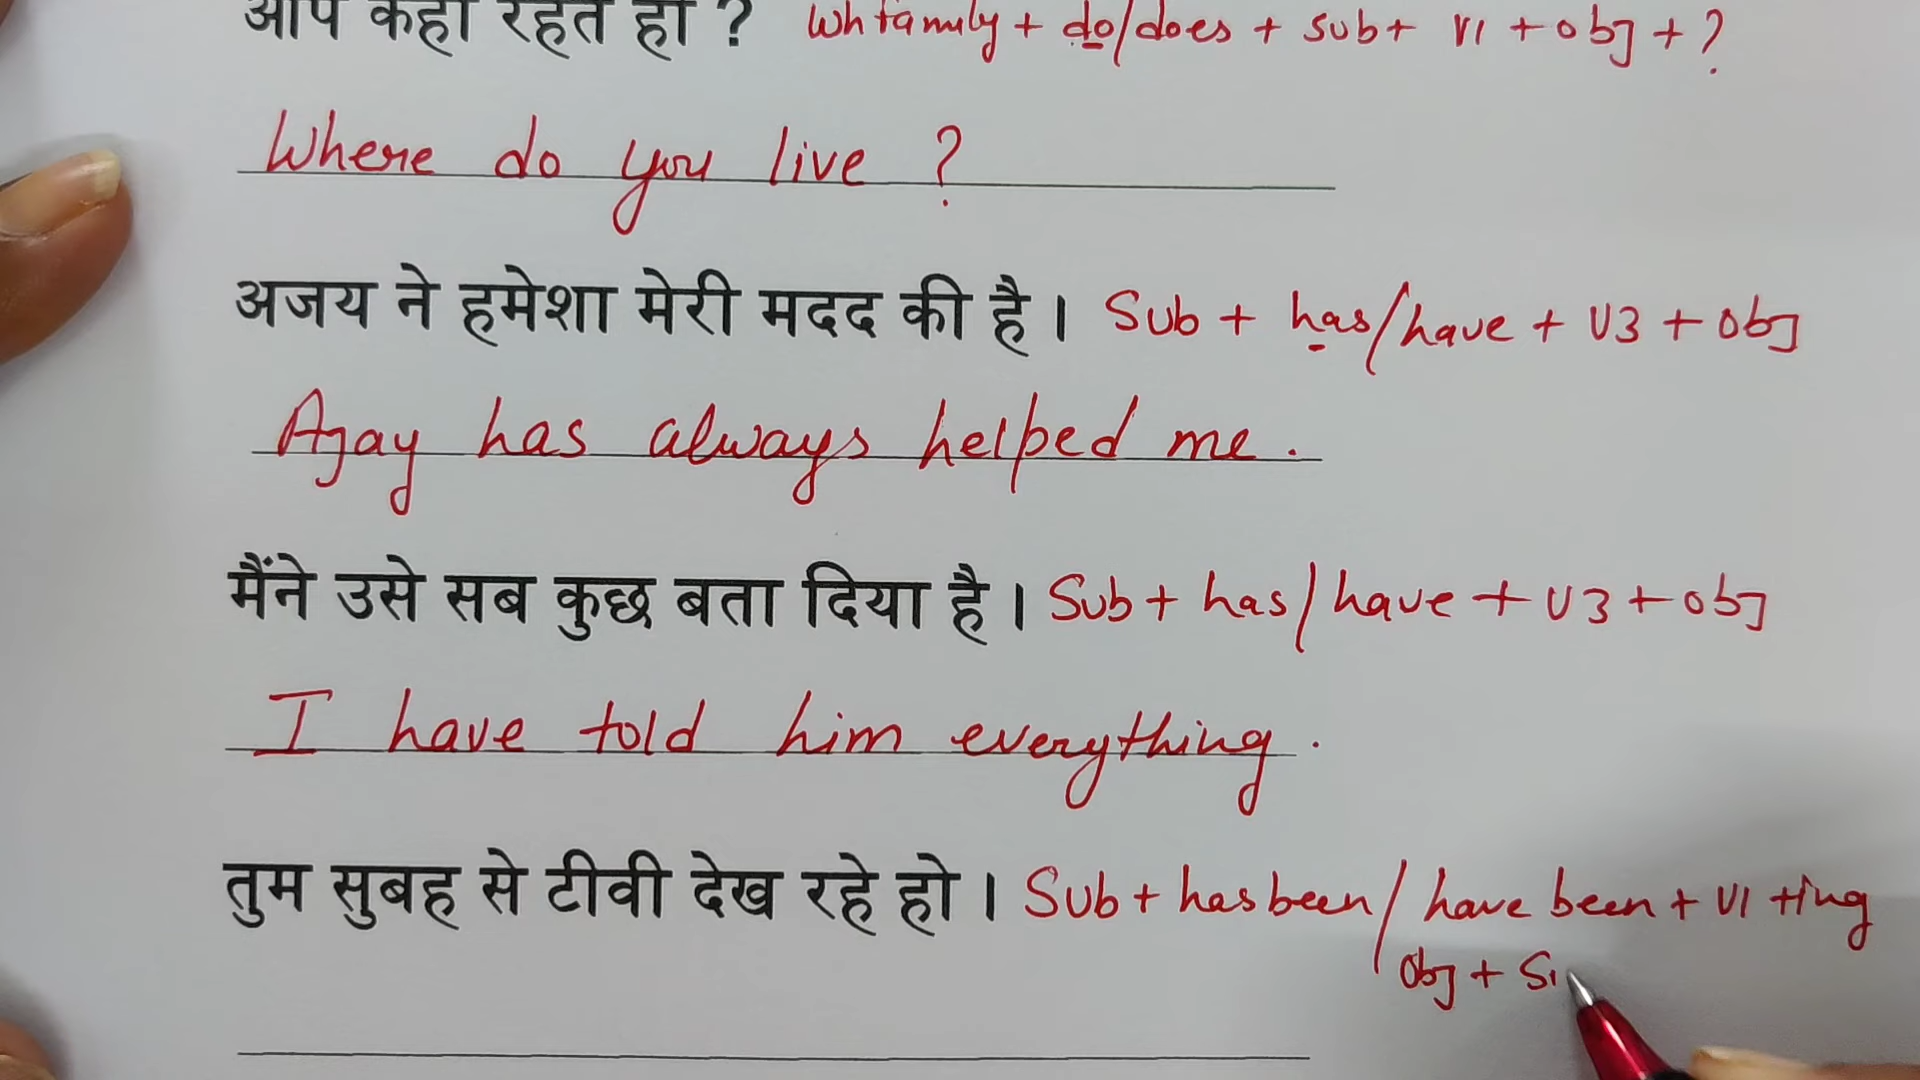 आप कहाँ रहते हो ? Wh family + do/does + sub + V1 + obj + ?
Where do you live ?
अजय ने हमेशा मेरी मदद की है । Sub + has/have + V3 + obj
Ajay has always helped me.
मैंने उसे सब कुछ बता दिया है । Sub + has/have + V3 + obj
I have told him everything.
तुम सुबह से टीवी देख रहे हो । Sub + has been / have been + V1 + ing
obj + Si